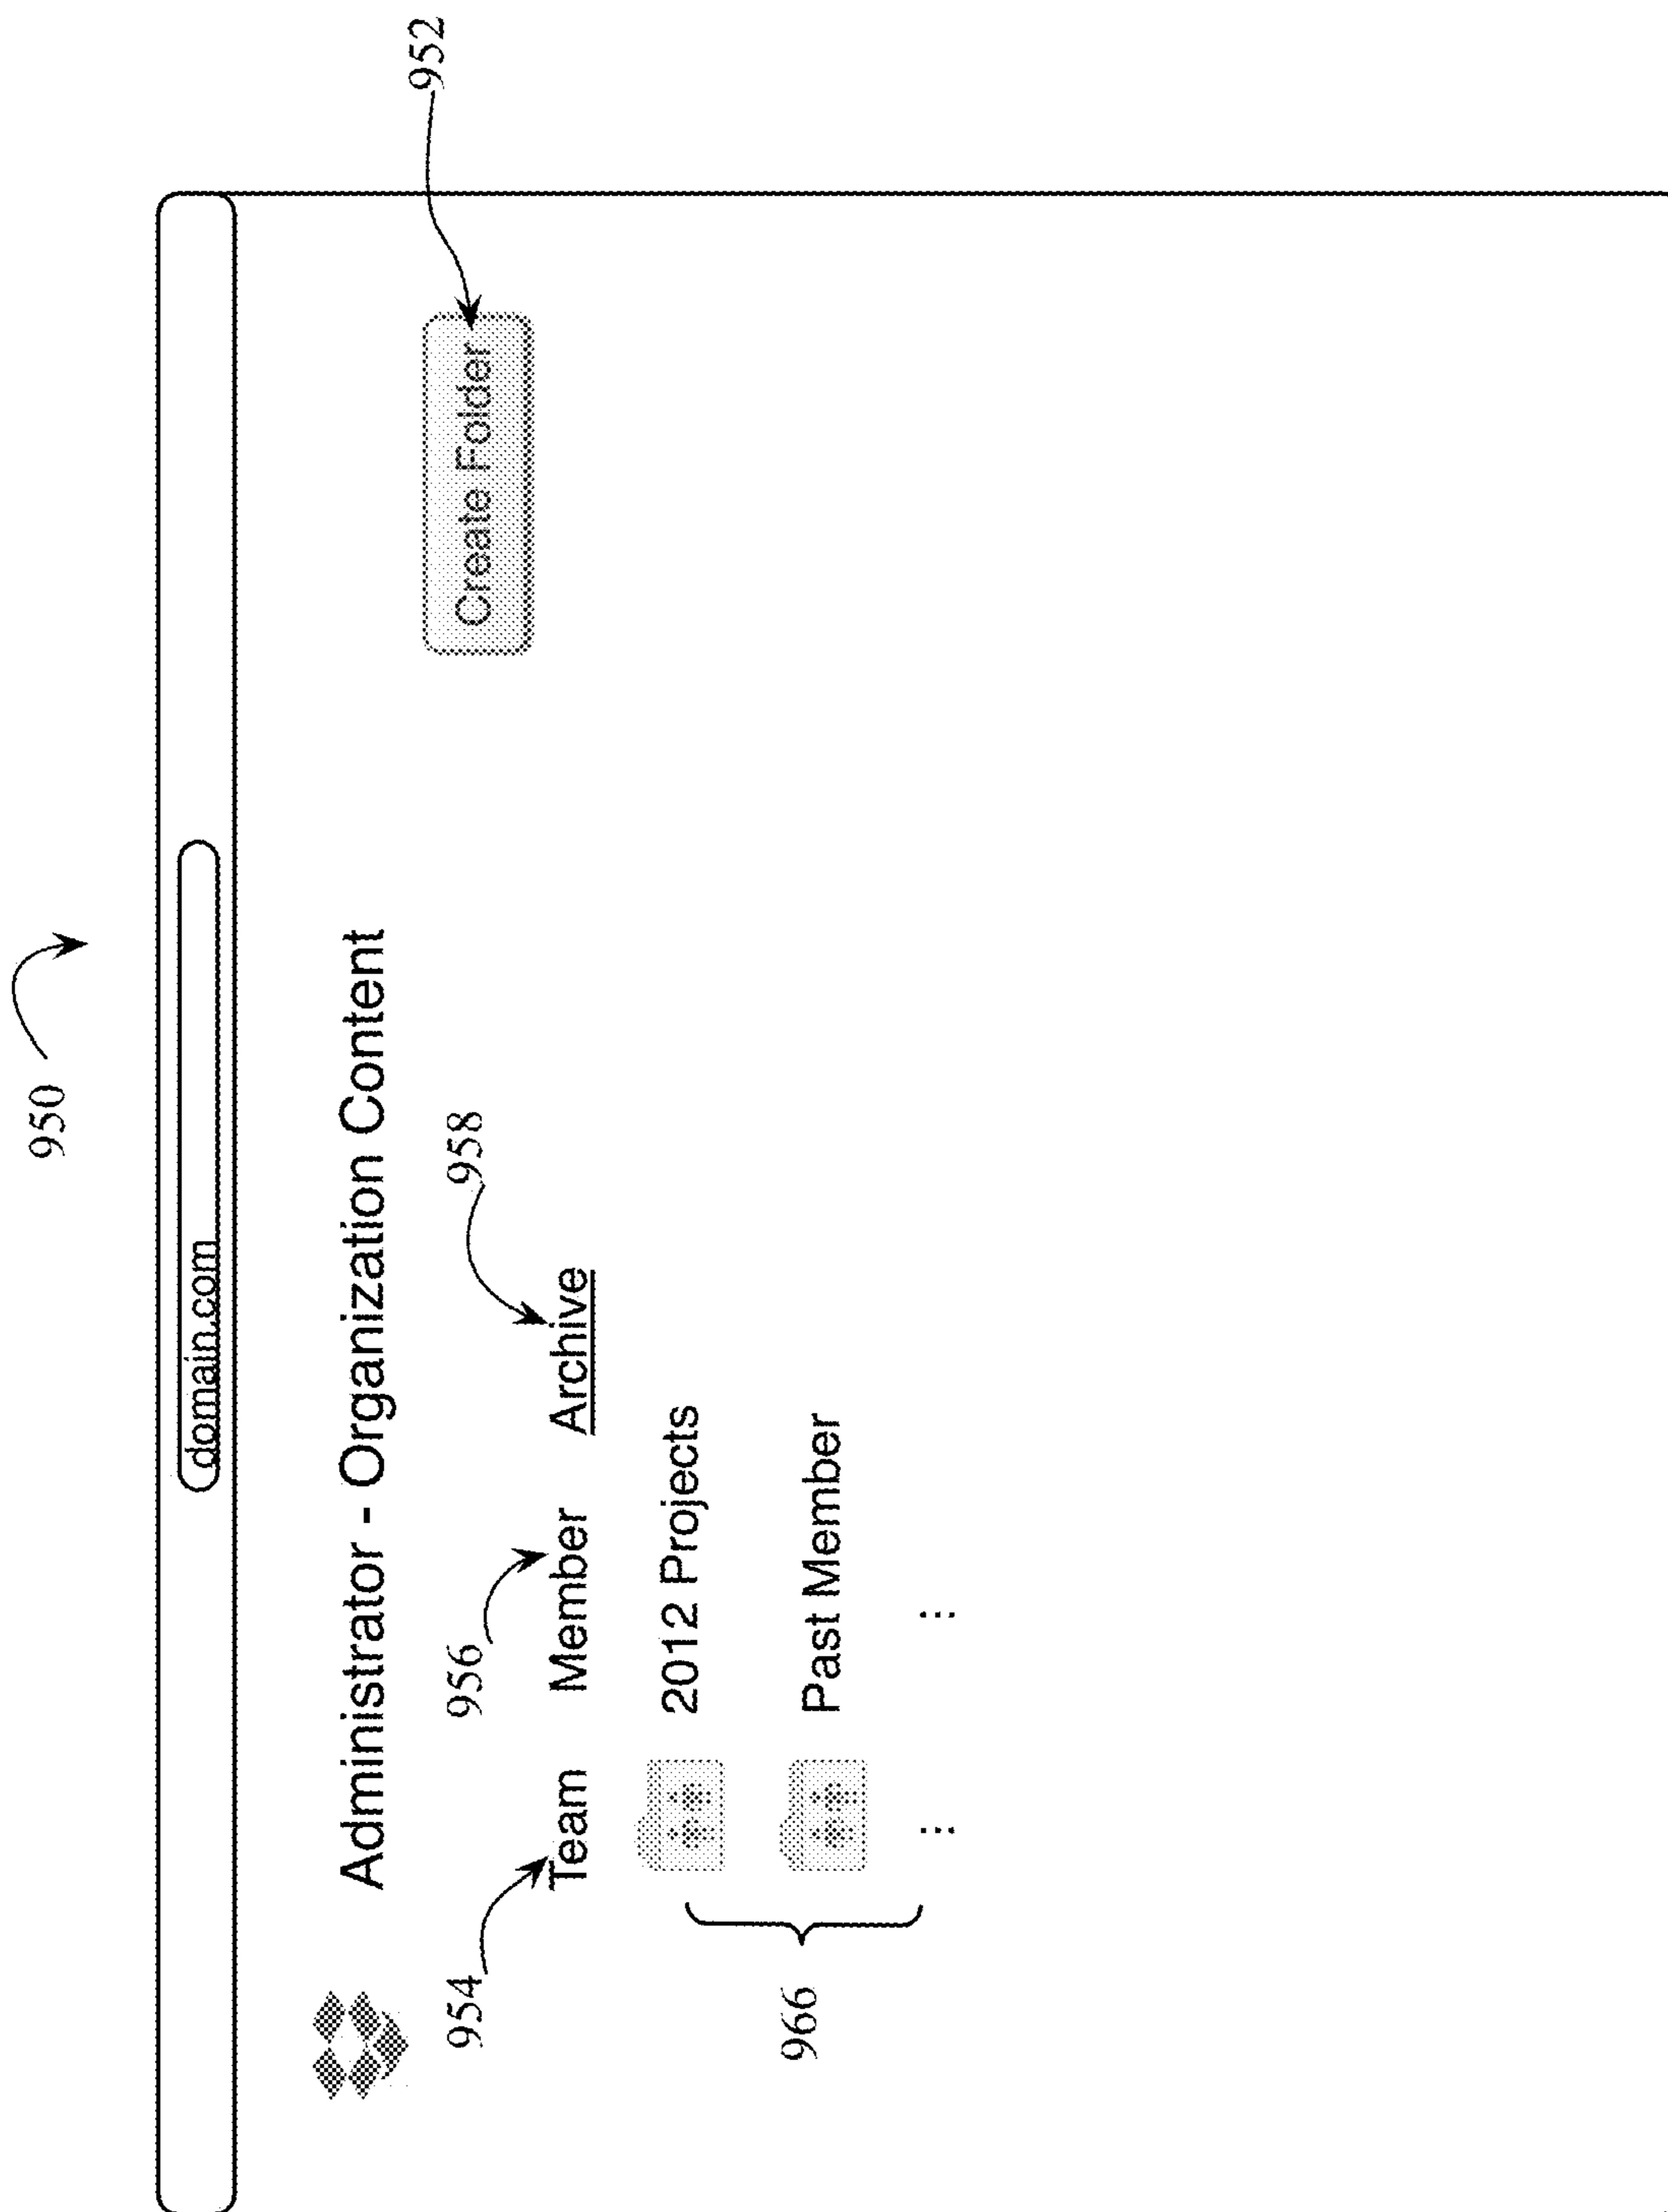 950
domain.com
Administrator - Organization Content
952
Create Folder
954
956
958
Team Member Archive
2012 Projects
Past Member
966